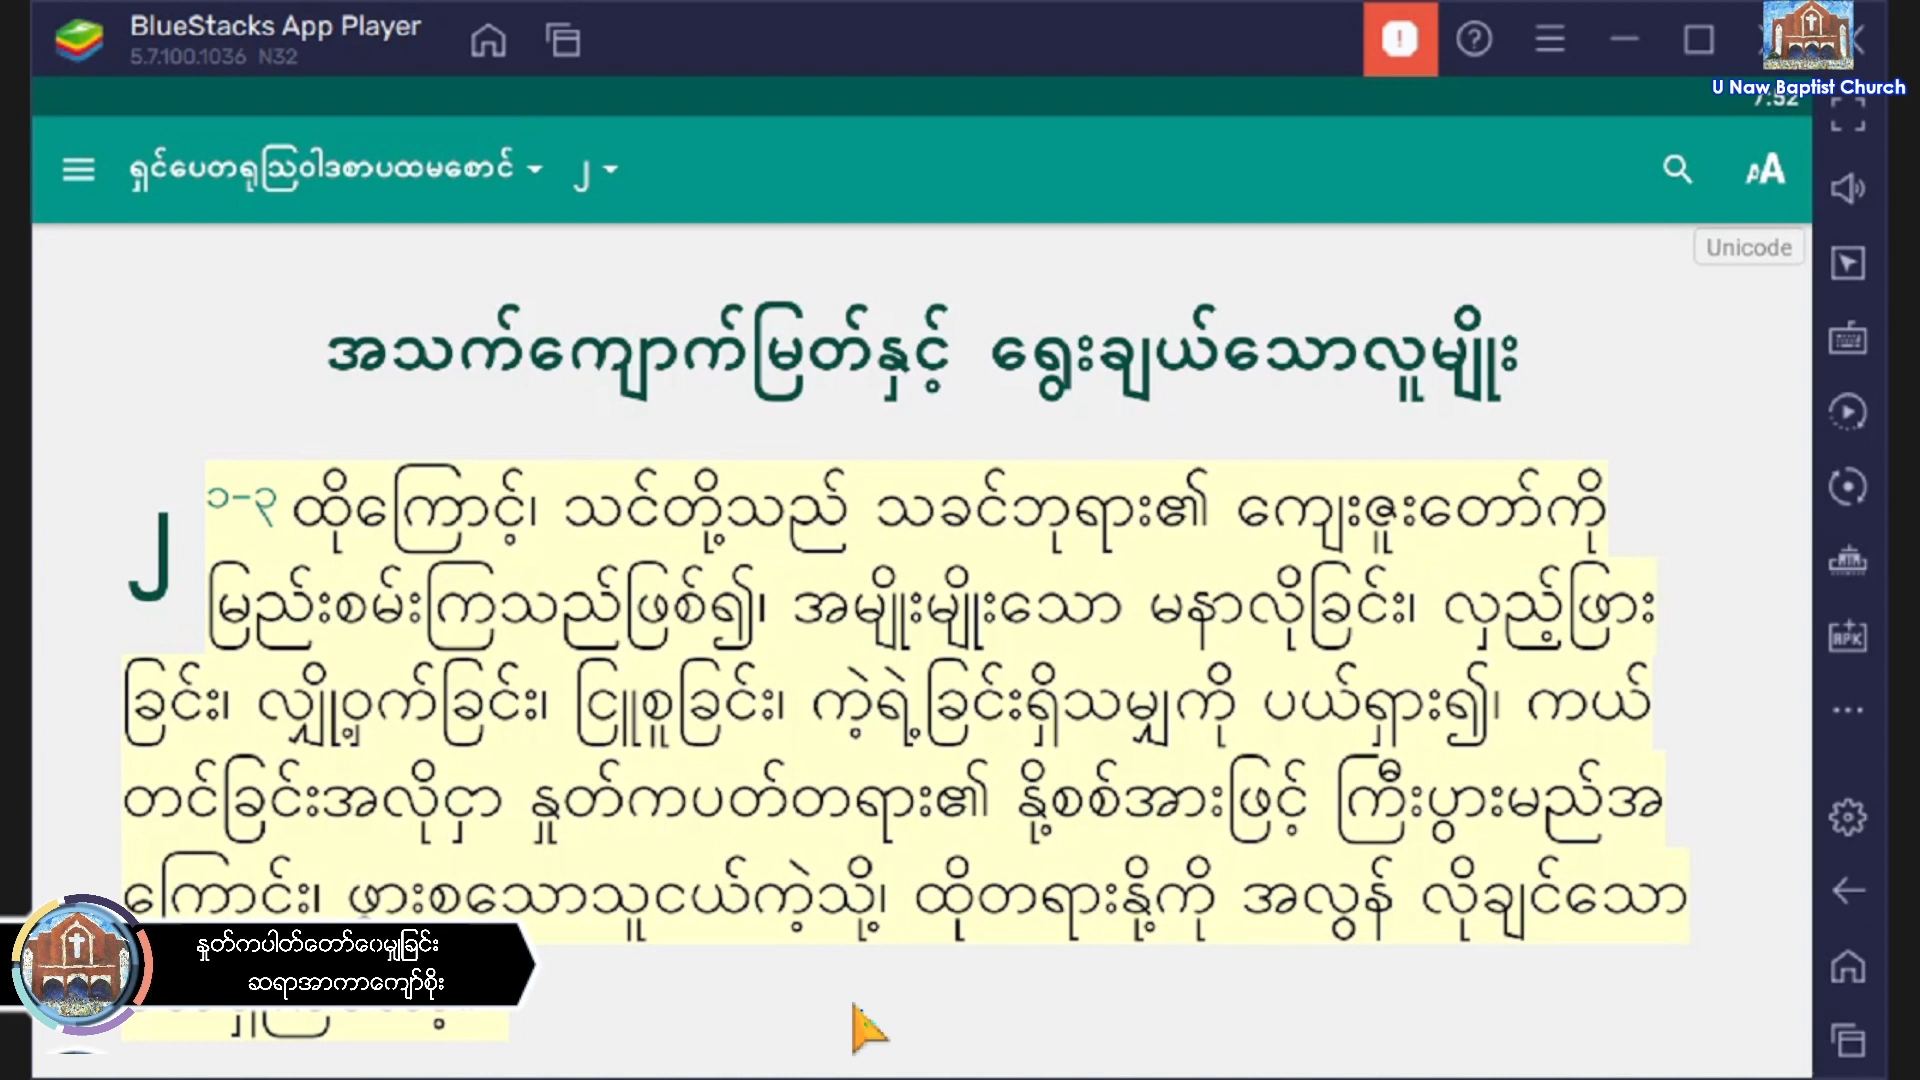 BlueStacks App Player
5.7.100.1036 N32
U Naw Baptist Church
7:52
ရှင်ပေတရုဩဝါဒစာပထမစောင်
၂
AA
Unicode
အသက်ကျောက်မြတ်နှင့် ရွေးချယ်သောလူမျိုး
၂ ၁-၃ ထိုကြောင့်၊ သင်တို့သည် သခင်ဘုရား၏ ကျေးဇူးတော်ကို
မြည်းစမ်းကြသည်ဖြစ်၍၊ အမျိုးမျိုးသော မနာလိုခြင်း၊ လှည့်ဖြား
ခြင်း၊ လျှို့ဝှက်ခြင်း၊ ငြူစူခြင်း၊ ကဲ့ရဲ့ခြင်းရှိသမျှကို ပယ်ရှား၍၊ ကယ်
တင်ခြင်းအလိုငှာ နှုတ်ကပတ်တရား၏ နို့စစ်အားဖြင့် ကြီးပွားမည်အ
ကြောင်း၊ ဖွားစသောသူငယ်ကဲ့သို့၊ ထိုတရားနို့ကို အလွန် လိုချင်သော
နှုတ်ကပါတ်တော်ဝေမျှခြင်း
ဆရာအာကာကျော်စိုး
APK